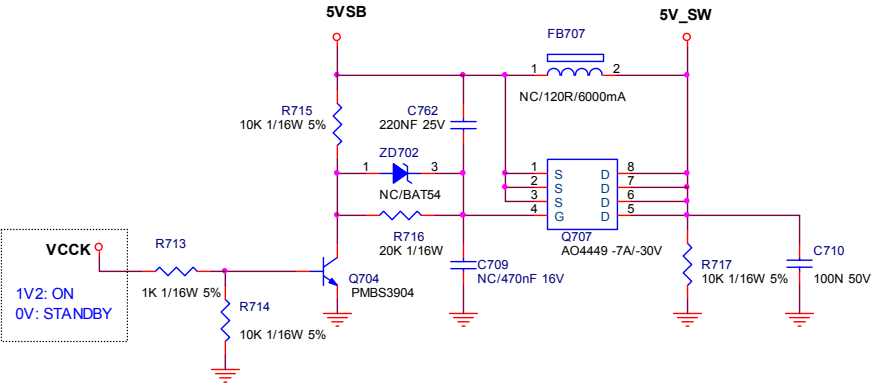 5VSB
5V_SW
FB707
1
2
NC/120R/6000mA
R715
10K 1/16W 5%
C762
220NF 25V
ZD702
1
3
NC/BAT54
1
2
3
4
S
S
S
G
D
D
D
D
8
7
6
5
R716
20K 1/16W
Q707
AO4449 -7A/-30V
VCCK
R713
1K 1/16W 5%
1V2: ON
0V: STANDBY
R714
10K 1/16W 5%
Q704
PMBS3904
C709
NC/470nF 16V
R717
10K 1/16W 5%
C710
100N 50V